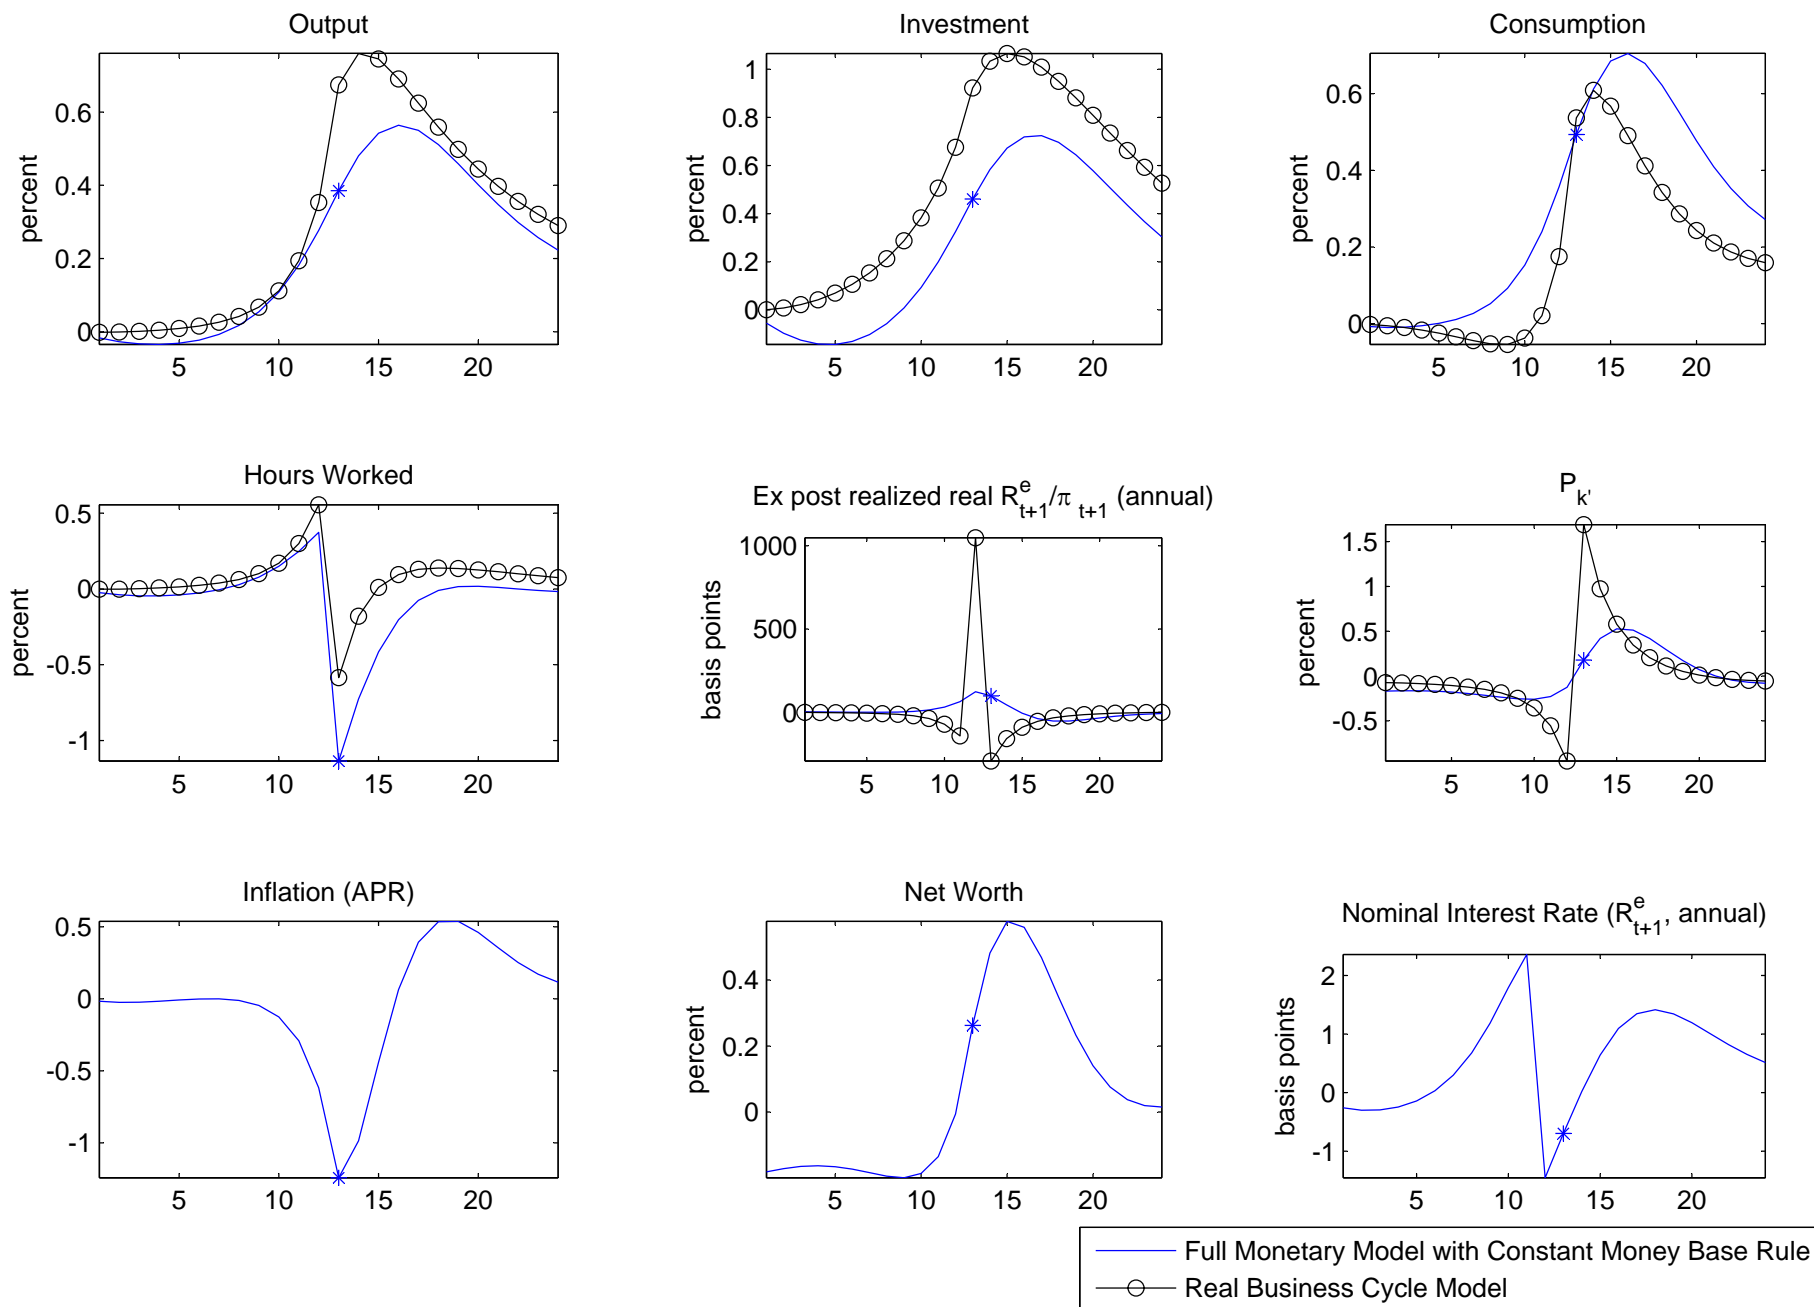 Output
Investment
Consumption
percent
0.6
0.4
0.2
0
5 10 15 20
percent
1
0.8
0.6
0.4
0.2
0
5 10 15 20
percent
0.6
0.4
0.2
0
5 10 15 20
Hours Worked
Ex post realized real R^e_{t+1}/π_{t+1} (annual)
P_{k'}
percent
0.5
0
-0.5
-1
5 10 15 20
basis points
1000
500
0
5 10 15 20
percent
1.5
1
0.5
0
-0.5
5 10 15 20
Inflation (APR)
Net Worth
Nominal Interest Rate (R^e_{t+1}, annual)
0.5
0
-0.5
-1
5 10 15 20
percent
0.4
0.2
0
5 10 15 20
basis points
2
1
0
-1
5 10 15 20
Full Monetary Model with Constant Money Base Rule
Real Business Cycle Model